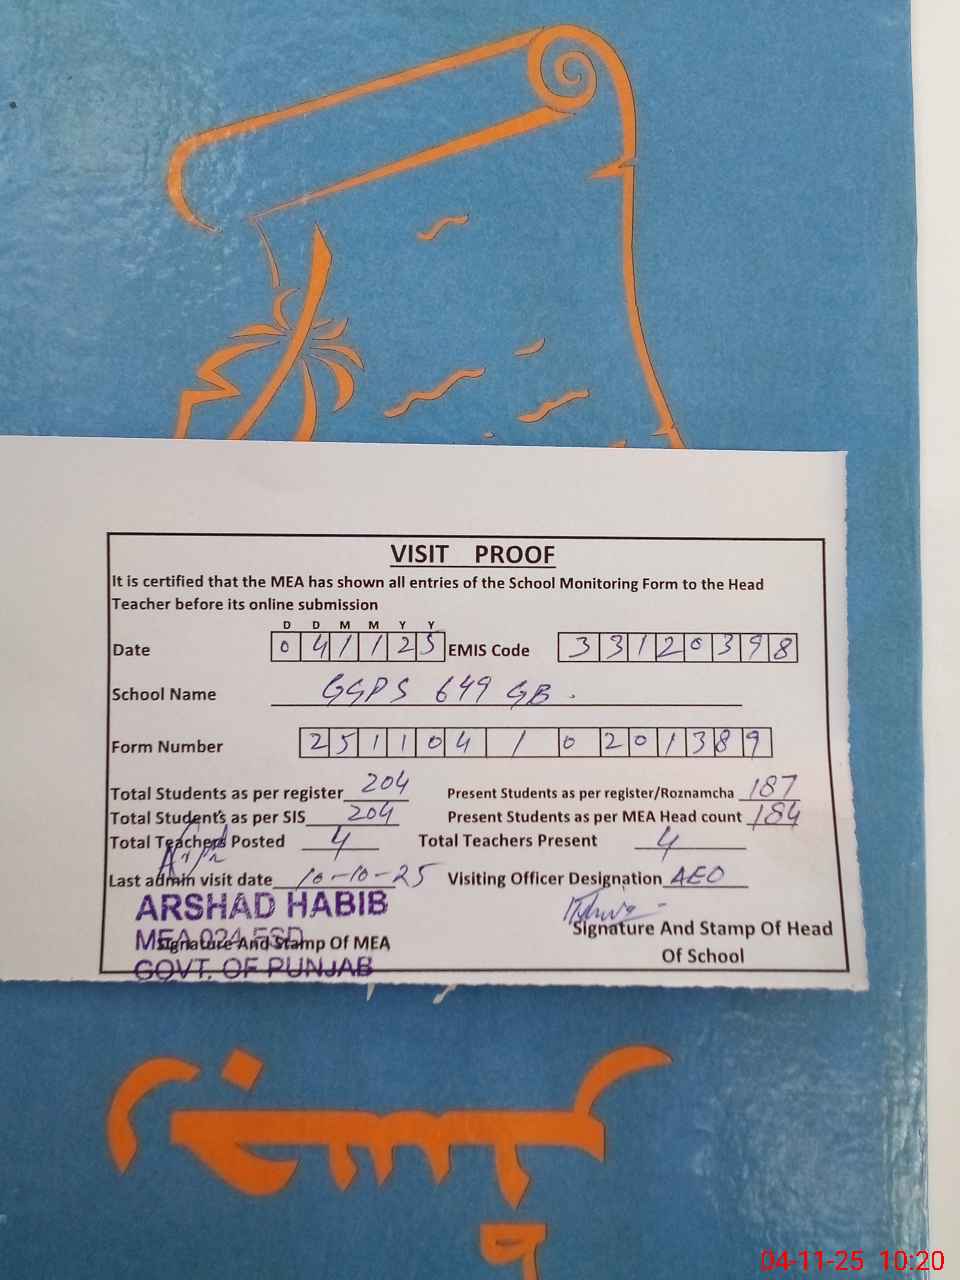 VISIT PROOF
It is certified that the MEA has shown all entries of the School Monitoring Form to the Head
Teacher before its online submission
D D M M Y Y
Date 0 4 1 1 2 5 EMIS Code 3 3 1 2 0 3 9 8
School Name GGPS 649 GB.
Form Number 2 5 1 1 0 4 / 0 2 0 1 3 8 9
Total Students as per register 204 Present Students as per register/Roznamcha 187
Total Student's as per SIS 204 Present Students as per MEA Head count 184
Total Teachers Posted 4 Total Teachers Present 4
Last admin visit date 10-10-25 Visiting Officer Designation AEO
ARSHAD HABIB
MEA 024 FSD
GOVT. OF PUNJAB
Signature And Stamp Of MEA
Signature And Stamp Of Head
Of School
04-11-25 10:20